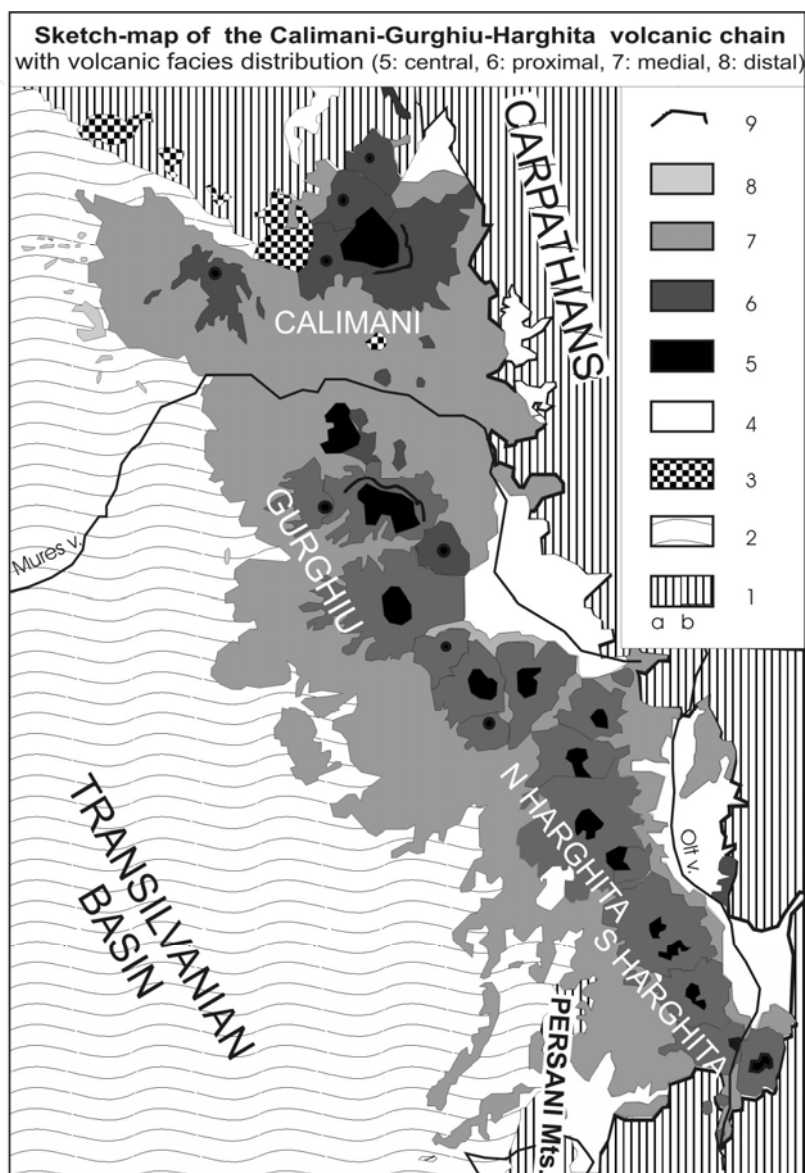 Sketch-map of the Calimani-Gurghiu-Harghita volcanic chain
with volcanic facies distribution (5: central, 6: proximal, 7: medial, 8: distal)
CARPATHIANS
9
8
7
6
5
4
3
2
1
a b
CALIMANI
GURGHIU
Mures v.
N HARGHITA
Olt v.
S HARGHITA
TRANSILVANIAN
BASIN
PERSANI Mts.